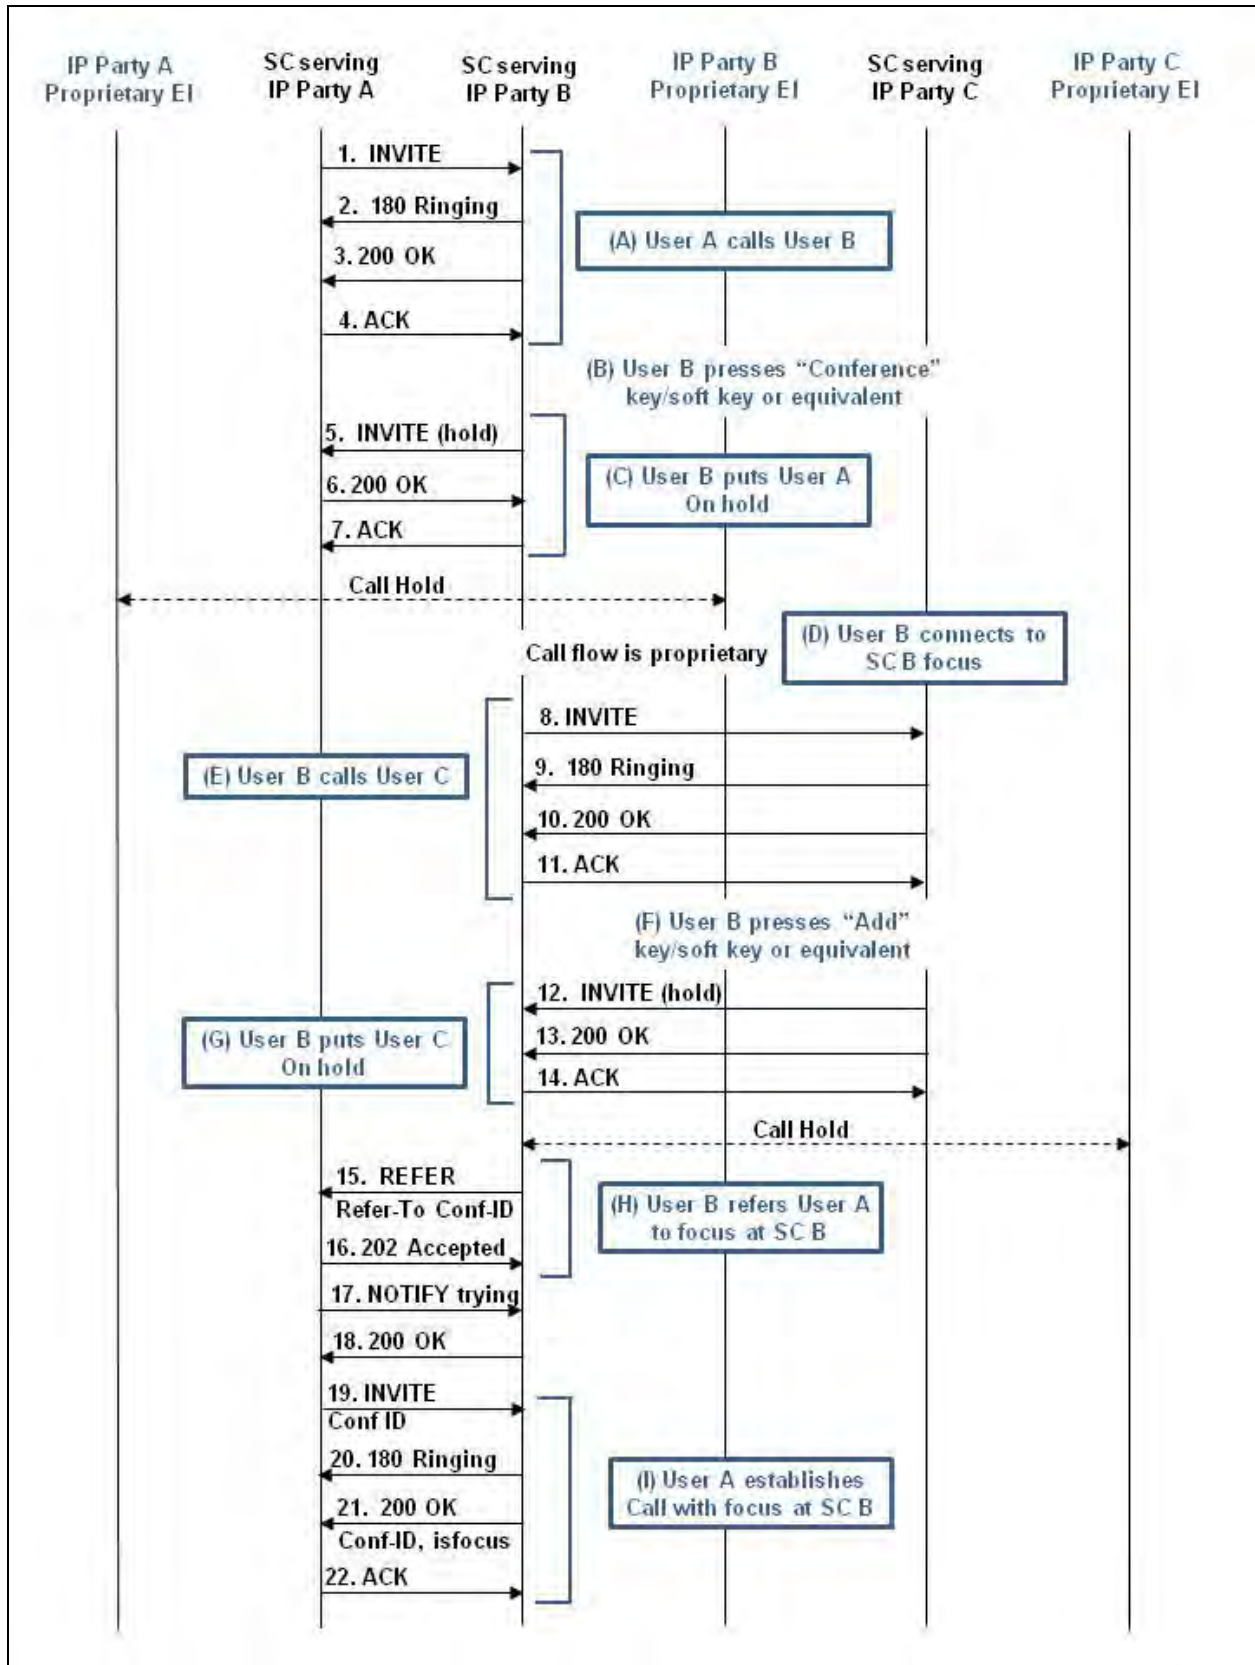 IP Party A
Proprietary EI
SC serving
IP Party A
SC serving
IP Party B
IP Party B
Proprietary EI
SC serving
IP Party C
IP Party C
Proprietary EI
1. INVITE
2. 180 Ringing
(A) User A calls User B
3. 200 OK
4. ACK
(B) User B presses “Conference”
key/soft key or equivalent
5. INVITE (hold)
(C) User B puts User A
On hold
6. 200 OK
7. ACK
Call Hold
Call flow is proprietary
(D) User B connects to
SC B focus
8. INVITE
(E) User B calls User C
9. 180 Ringing
10. 200 OK
11. ACK
(F) User B presses “Add”
key/soft key or equivalent
12. INVITE (hold)
(G) User B puts User C
On hold
13. 200 OK
14. ACK
Call Hold
15. REFER
Refer-To Conf-ID
(H) User B refers User A
to focus at SC B
16. 202 Accepted
17. NOTIFY trying
18. 200 OK
19. INVITE
Conf ID
20. 180 Ringing
(I) User A establishes
Call with focus at SC B
21. 200 OK
Conf-ID, isfocus
22. ACK